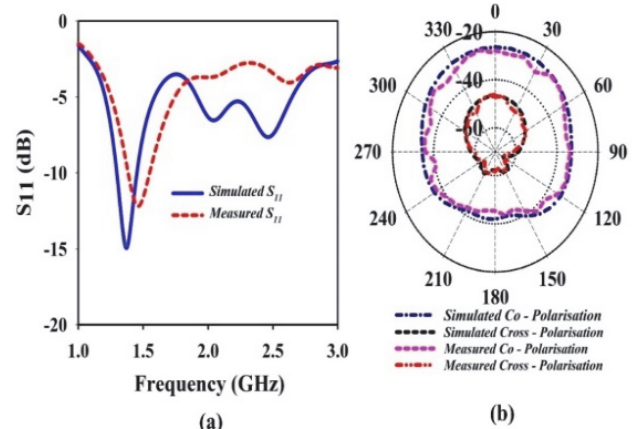 (a)
0
-5
-10
-15
-20
S11 (dB)
Simulated S11
Measured S11
1.0 1.5 2.0 2.5 3.0
Frequency (GHz)
(a)
0
330 -20 30
300 -40 60
-60
270 90
240 120
210 150
180
Simulated Co - Polarisation
Simulated Cross - Polarisation
Measured Co - Polarisation
Measured Cross - Polarisation
(b)